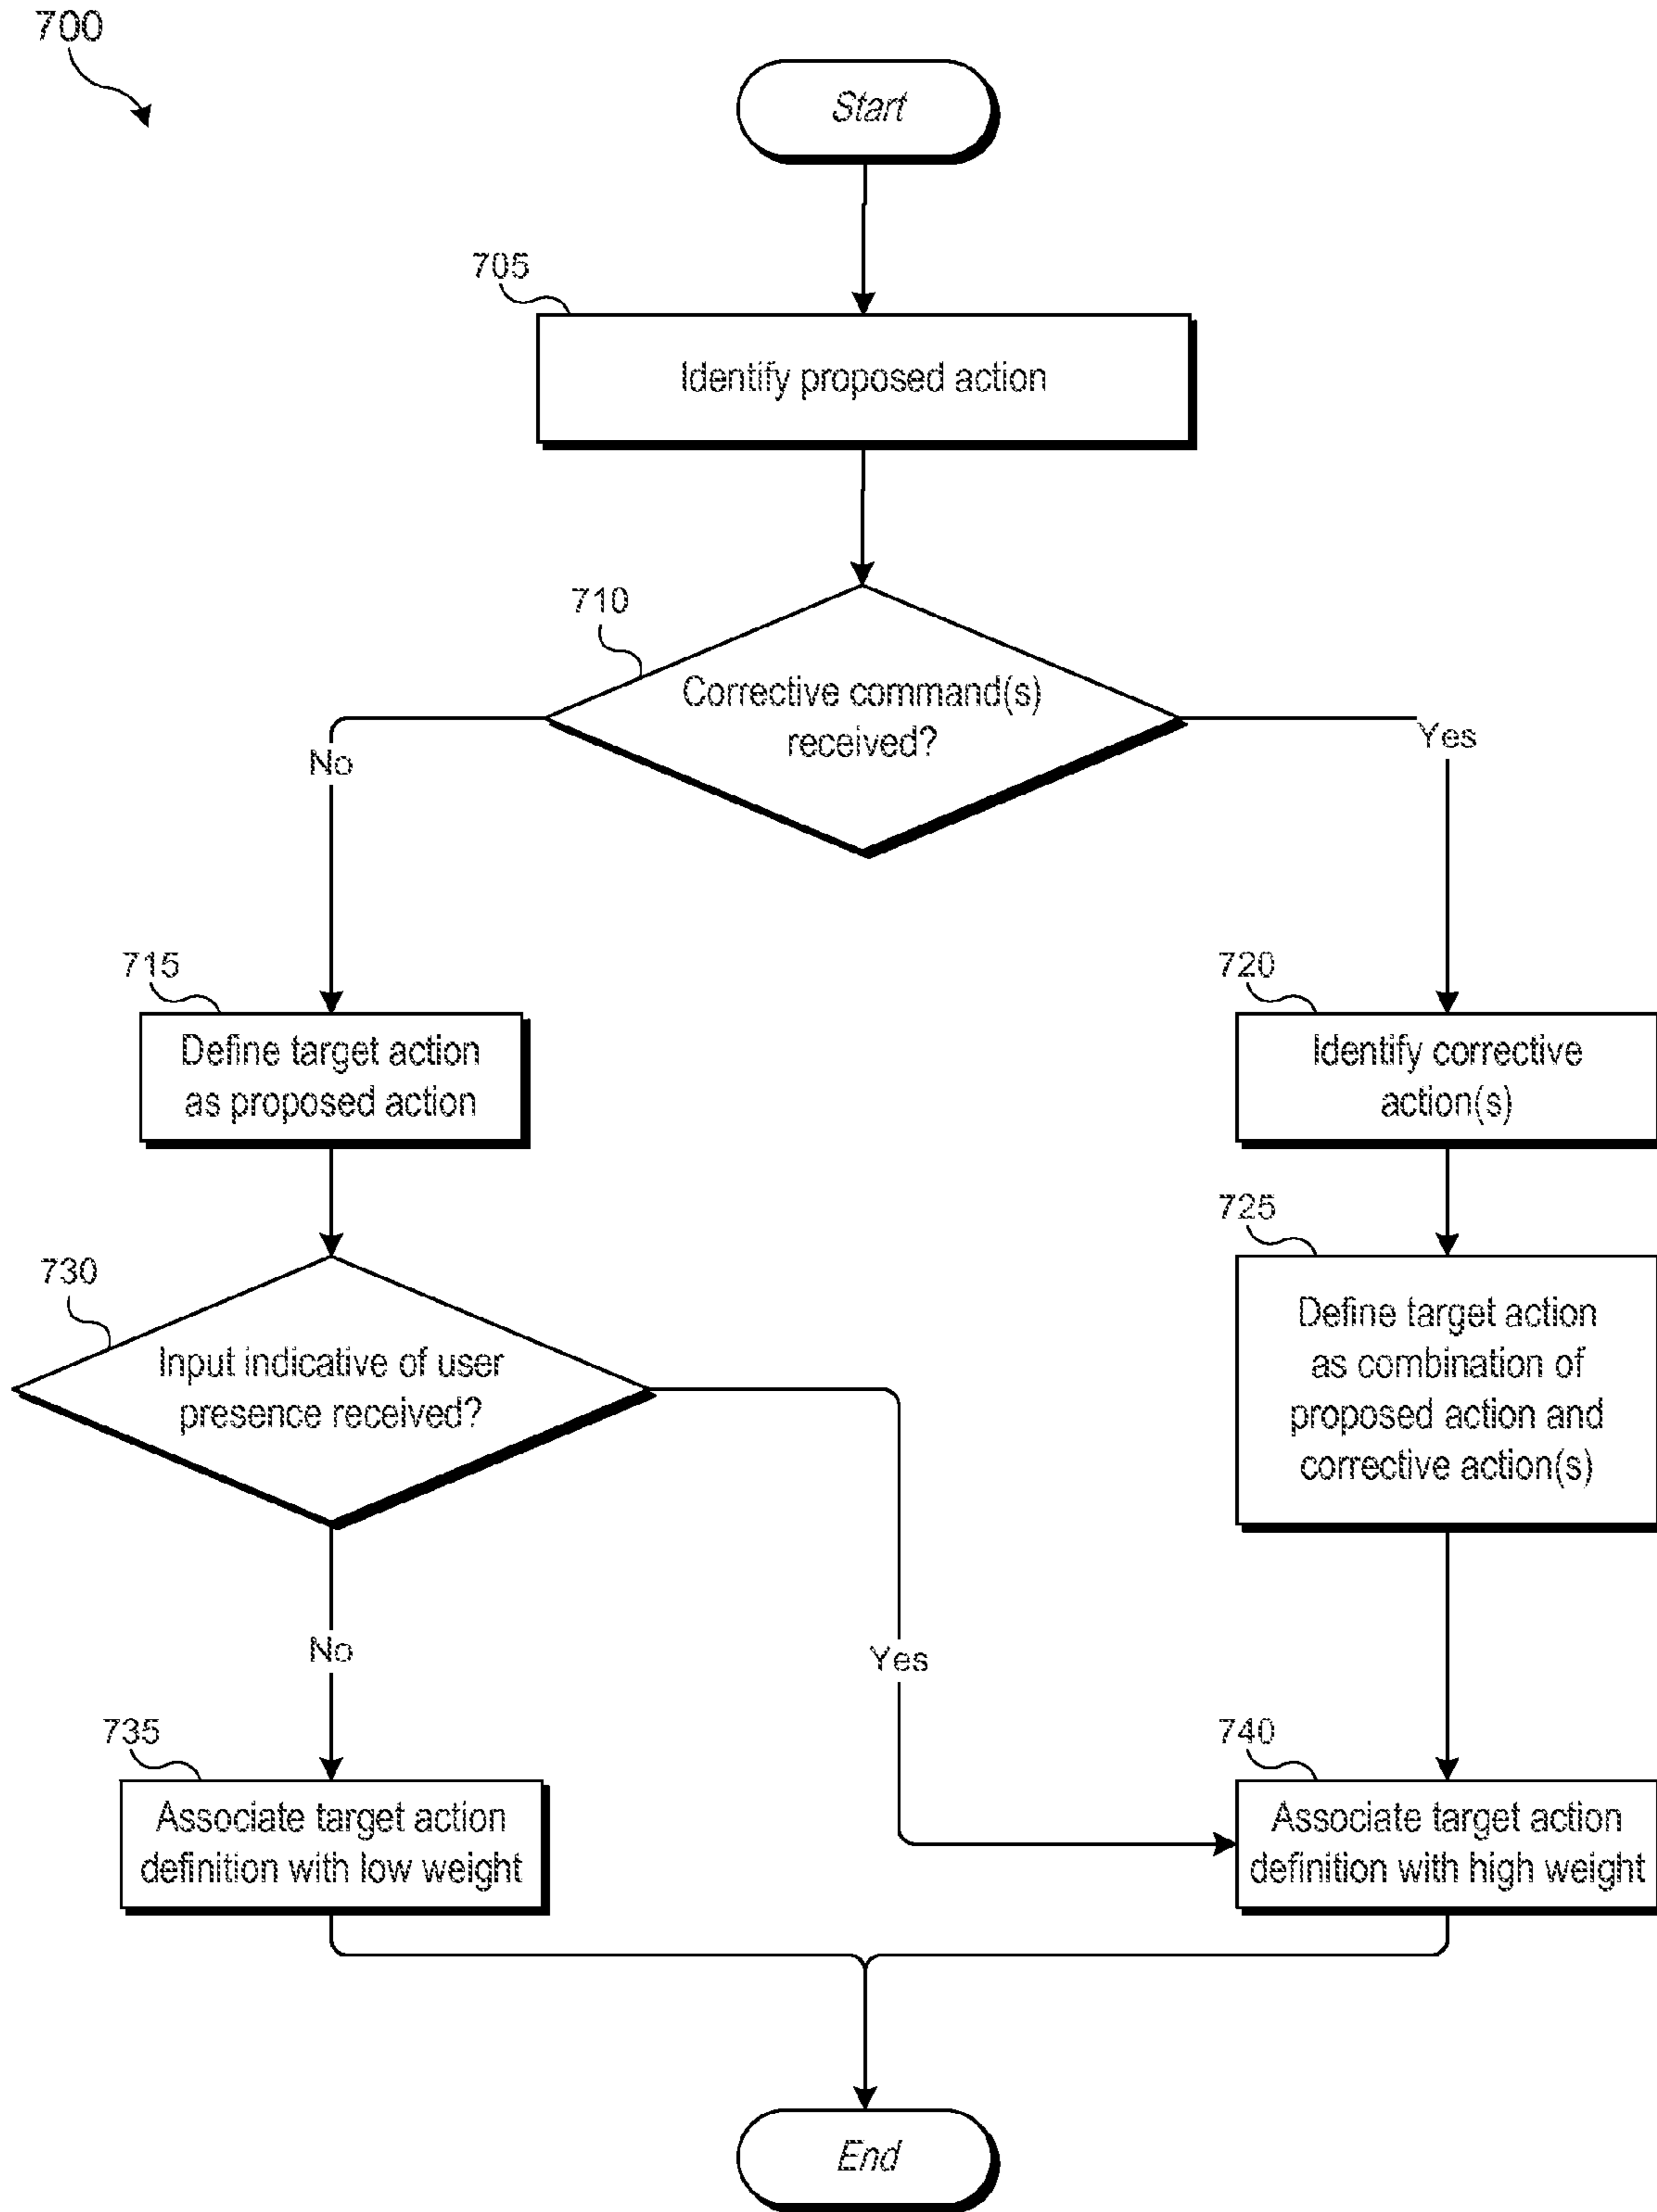 700
Start
705
Identify proposed action
710
Corrective command(s)
received?
No
Yes
715
Define target action
as proposed action
720
Identify corrective
action(s)
725
Define target action
as combination of
proposed action and
corrective action(s)
730
Input indicative of user
presence received?
No
Yes
735
Associate target action
definition with low weight
740
Associate target action
definition with high weight
End